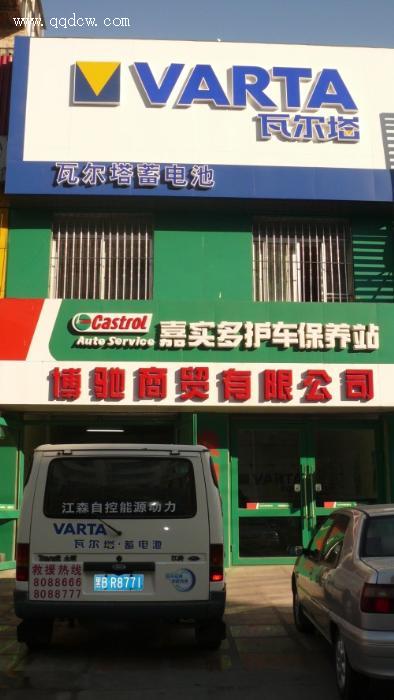 www.qqdcw.com
VARTA
瓦尔塔
瓦尔塔蓄电池
Castrol
Auto Service
嘉实多护车保养站
博驰商贸有限公司
江森自控能源动力
VARTA
瓦尔塔·蓄电池
救援热线
8088666
8088777
黑B R8771